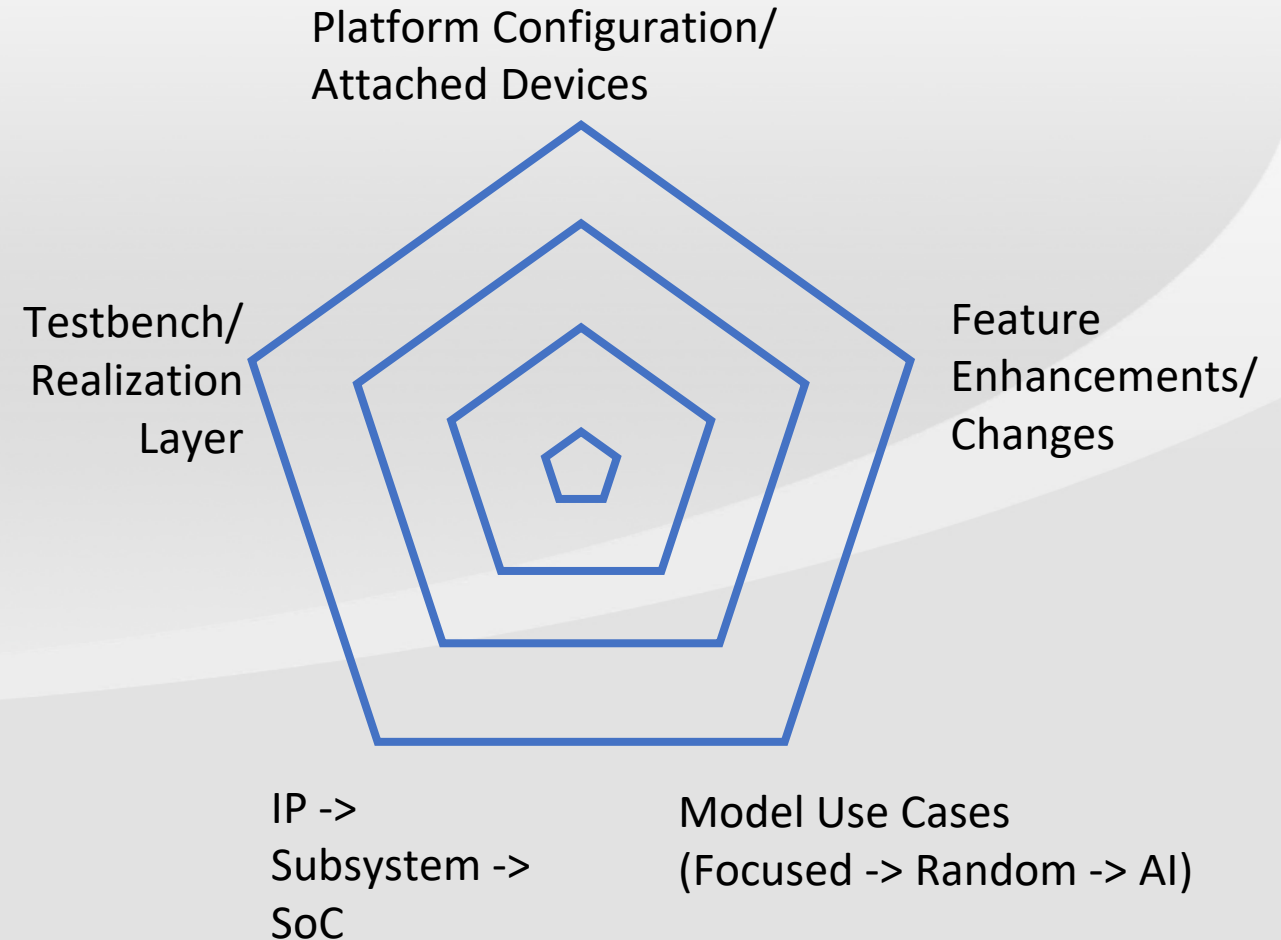 Platform Configuration/
Attached Devices
Testbench/
Realization
Layer
Feature
Enhancements/
Changes
IP ->
Subsystem ->
SoC
Model Use Cases
(Focused -> Random -> AI)